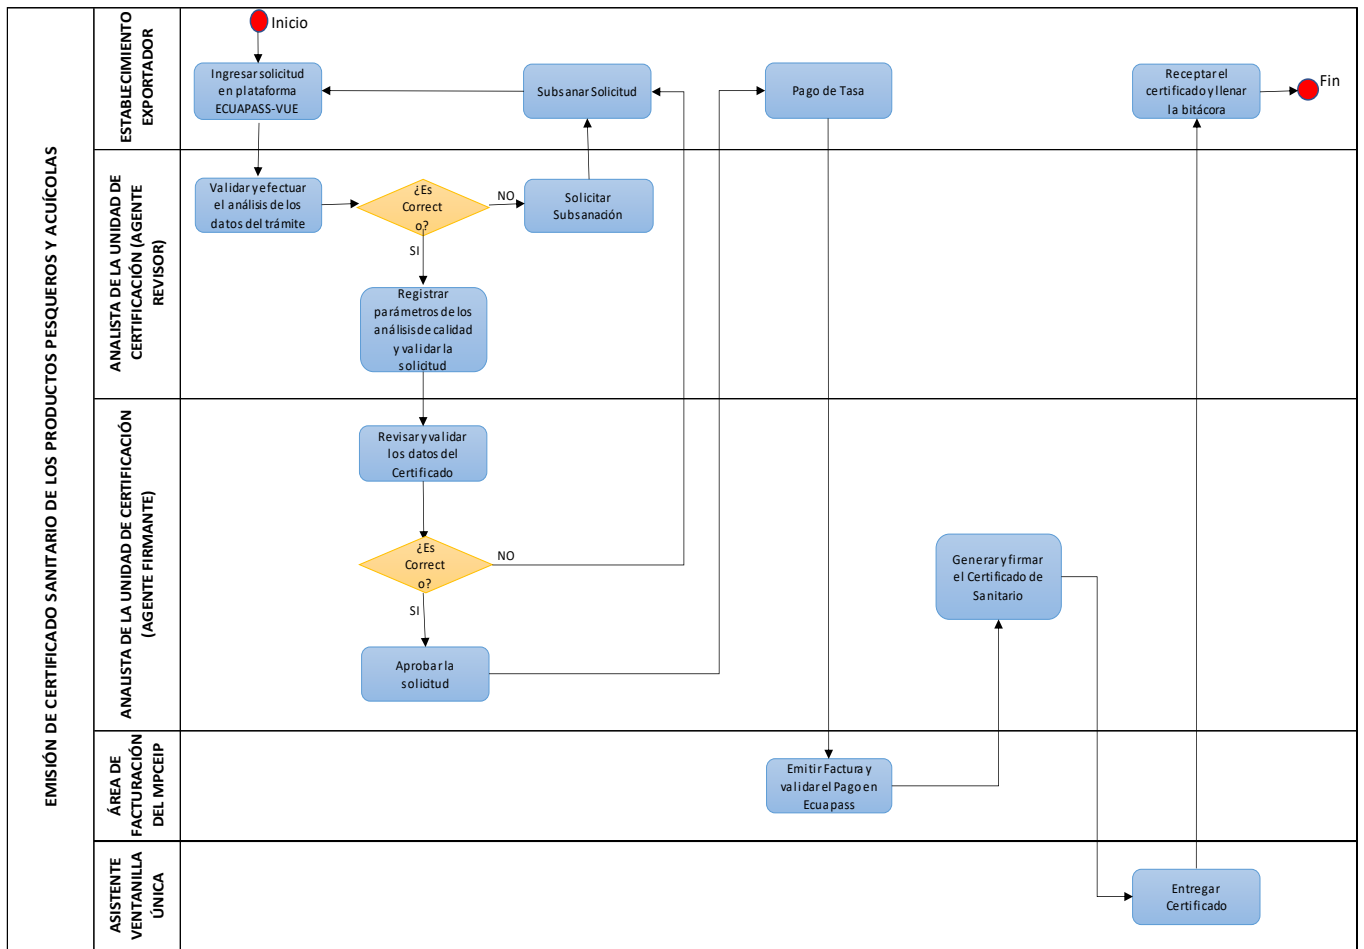 EMISIÓN DE CERTIFICADO SANITARIO DE LOS PRODUCTOS PESQUEROS Y ACUÍCOLAS
ESTABLECIMIENTO
EXPORTADOR
Inicio
Ingresar solicitud
en plataforma
ECUAPASS-VUE
Subsanar Solicitud
Pago de Tasa
Receptar el
certificado y llenar
la bitácora
Fin
ANALISTA DE LA UNIDAD DE
CERTIFICACIÓN (AGENTE
REVISOR)
Validar y efectuar
el análisis de los
datos del trámite
¿Es
Correct
o?
NO
Solicitar
Subsanación
SI
Registrar
parámetros de los
análisis de calidad
y validar la
solicitud
ANALISTA DE LA UNIDAD DE CERTIFICACIÓN
(AGENTE FIRMANTE)
Revisar y validar
los datos del
Certificado
¿Es
Correct
o?
NO
SI
Aprobar la
solicitud
Generar y firmar
el Certificado de
Sanitario
ÁREA DE
FACTURACIÓN
DEL MPCEIP
Emitir Factura y
validar el Pago en
Ecuapass
ASISTENTE
VENTANILLA
ÚNICA
Entregar
Certificado